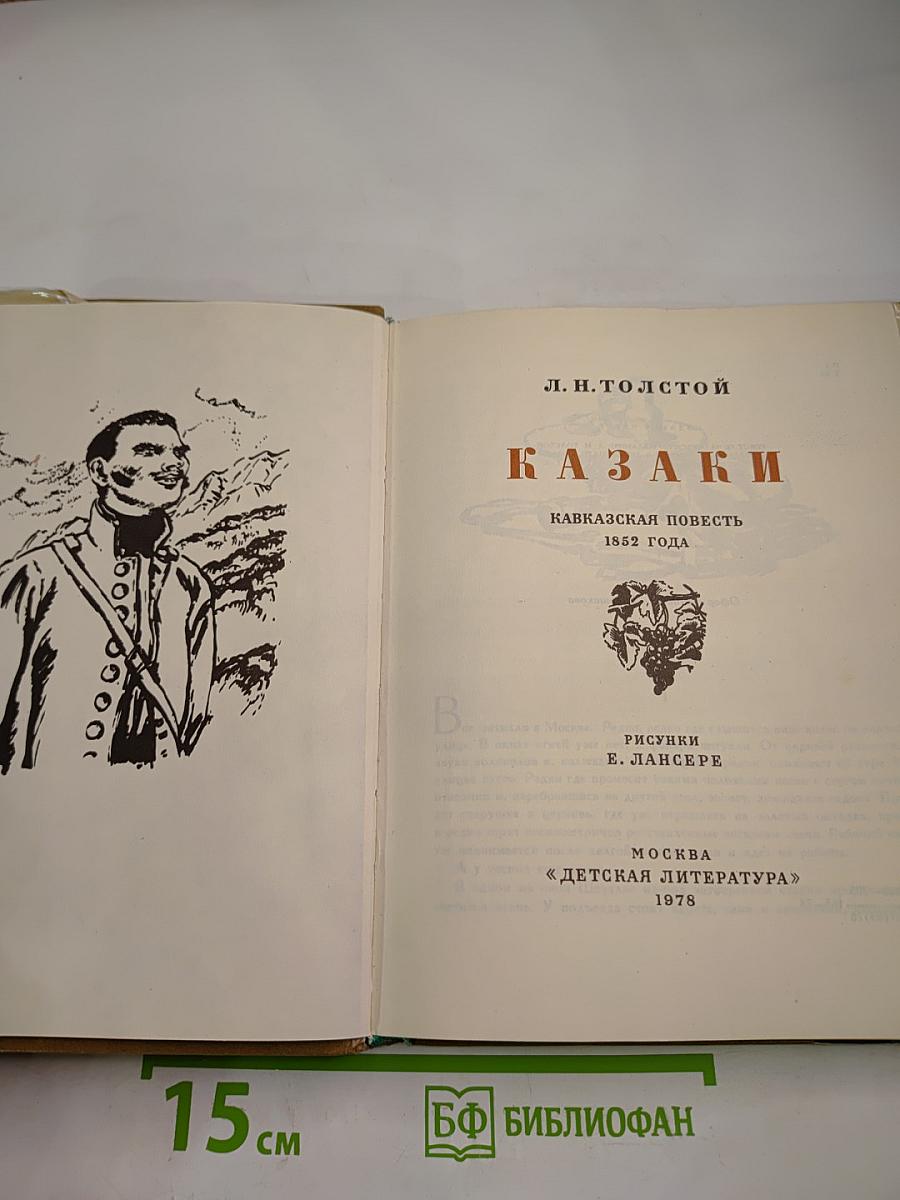 Л. Н. ТОЛСТОЙ
КАЗАКИ
КАВКАЗСКАЯ ПОВЕСТЬ
1852 ГОДА
РИСУНКИ
Е. ЛАНСЕРЕ
МОСКВА
«ДЕТСКАЯ ЛИТЕРАТУРА»
1978
15 см
БФ БИБЛИОФАН